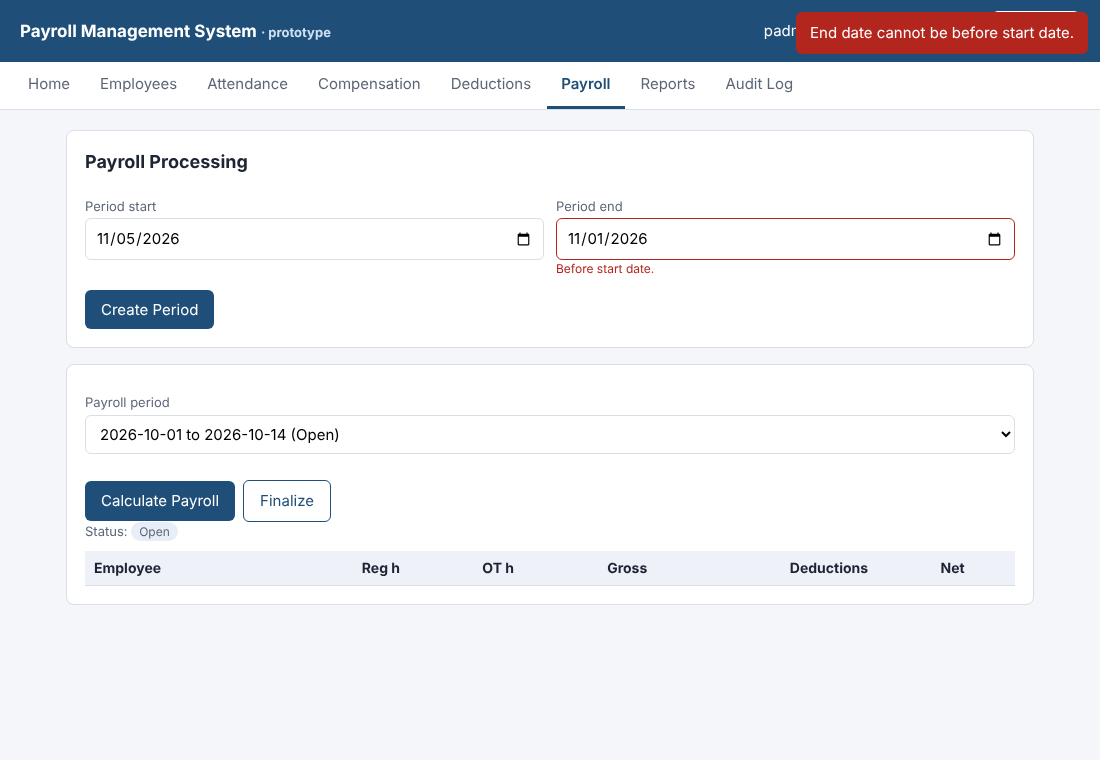 Payroll Management System · prototype
End date cannot be before start date.
Home Employees Attendance Compensation Deductions Payroll Reports Audit Log
Payroll Processing
Period start Period end
11/05/2026 11/01/2026
Before start date.
Create Period
Payroll period
2026-10-01 to 2026-10-14 (Open)
Calculate Payroll Finalize
Status: Open
Employee Reg h OT h Gross Deductions Net